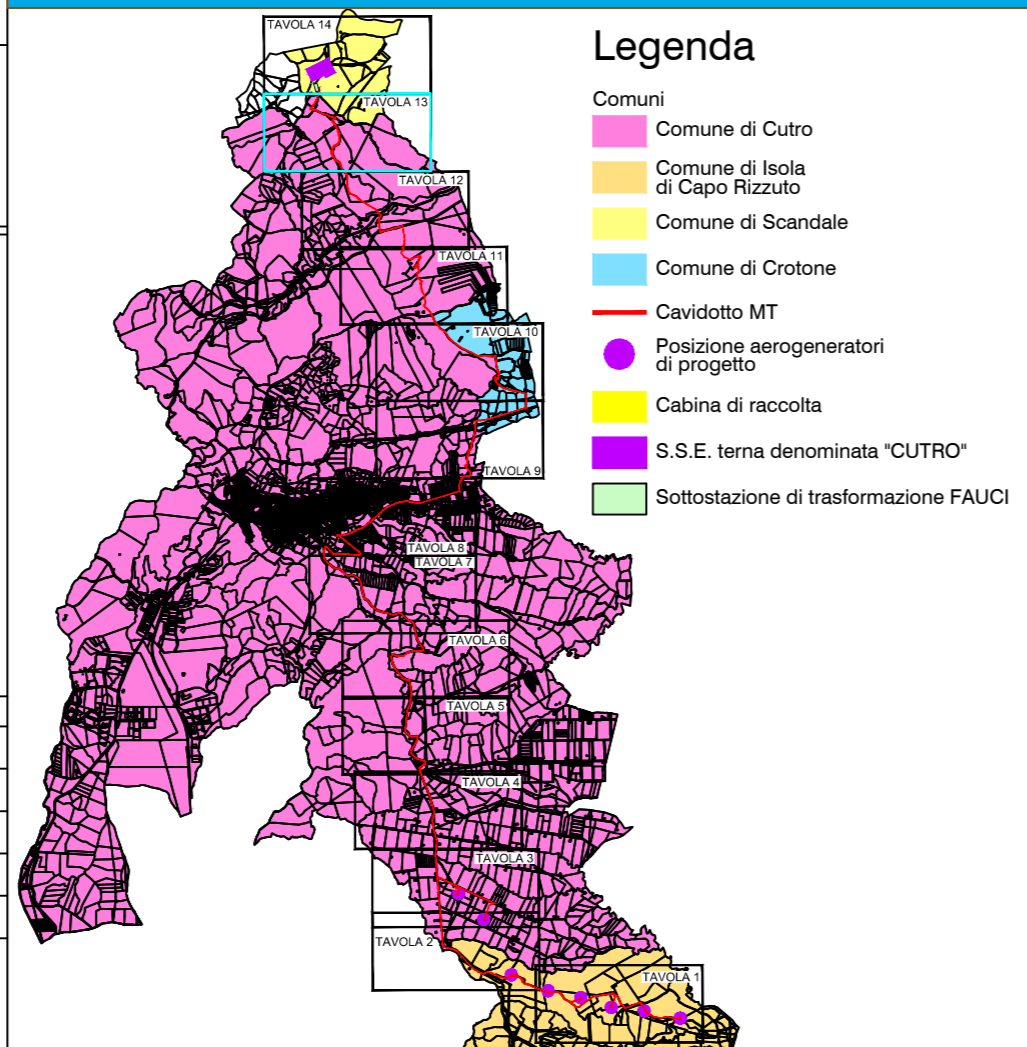 TAVOLA 14
Legenda
Comuni
TAVOLA 13
Comune di Cutro
Comune di Isola
di Capo Rizzuto
TAVOLA 12
Comune di Scandale
TAVOLA 11
Comune di Crotone
Cavidotto MT
TAVOLA 10
Posizione aerogeneratori
di progetto
Cabina di raccolta
S.S.E. terna denominata "CUTRO"
TAVOLA 9
Sottostazione di trasformazione FAUCI
TAVOLA 8
TAVOLA 7
TAVOLA 6
TAVOLA 5
TAVOLA 4
TAVOLA 3
TAVOLA 2
TAVOLA 1